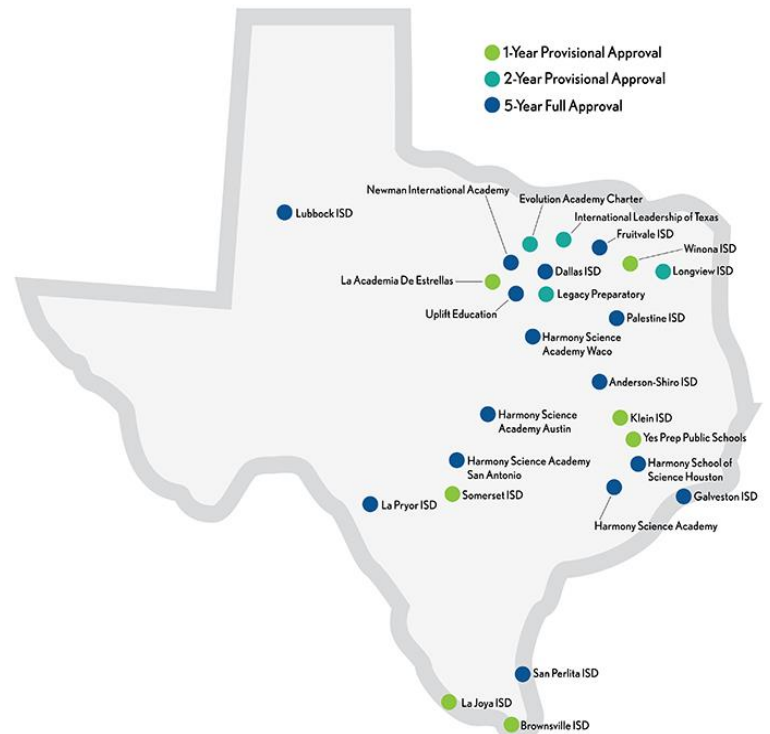 1-Year Provisional Approval
2-Year Provisional Approval
5-Year Full Approval
Newman International Academy
Evolution Academy Charter
International Leadership of Texas
Lubbock ISD
Fruitvale ISD
Winona ISD
La Academia De Estrellas
Dallas ISD
Longview ISD
Uplift Education
Legacy Preparatory
Palestine ISD
Harmony Science
Academy Waco
Anderson-Shiro ISD
Harmony Science
Academy Austin
Klein ISD
Yes Prep Public Schools
Harmony Science Academy
San Antonio
Harmony School of
Science Houston
Somerset ISD
La Pryor ISD
Galveston ISD
Harmony Science Academy
San Perlita ISD
La Joya ISD
Brownsville ISD